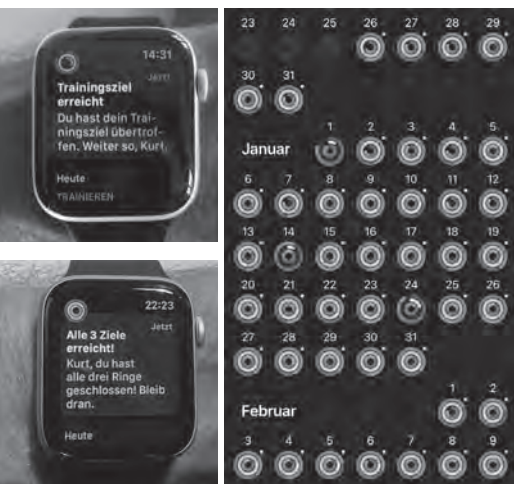 14:31
Jetzt
Trainingsziel
erreicht
Du hast dein Trai-
ningsziel übertrof-
fen. Weiter so, Kurt.
Heute
TRAINIEREN
22:23
Jetzt
Alle 3 Ziele
erreicht!
Kurt, du hast
alle drei Ringe
geschlossen! Bleib
dran.
Heute
23 24 25 26 27 28 29
30 31
1 2 3 4 5
Januar
6 7 8 9 10 11 12
13 14 15 16 17 18 19
20 21 22 23 24 25 26
27 28 29 30 31
1 2
Februar
3 4 5 6 7 8 9